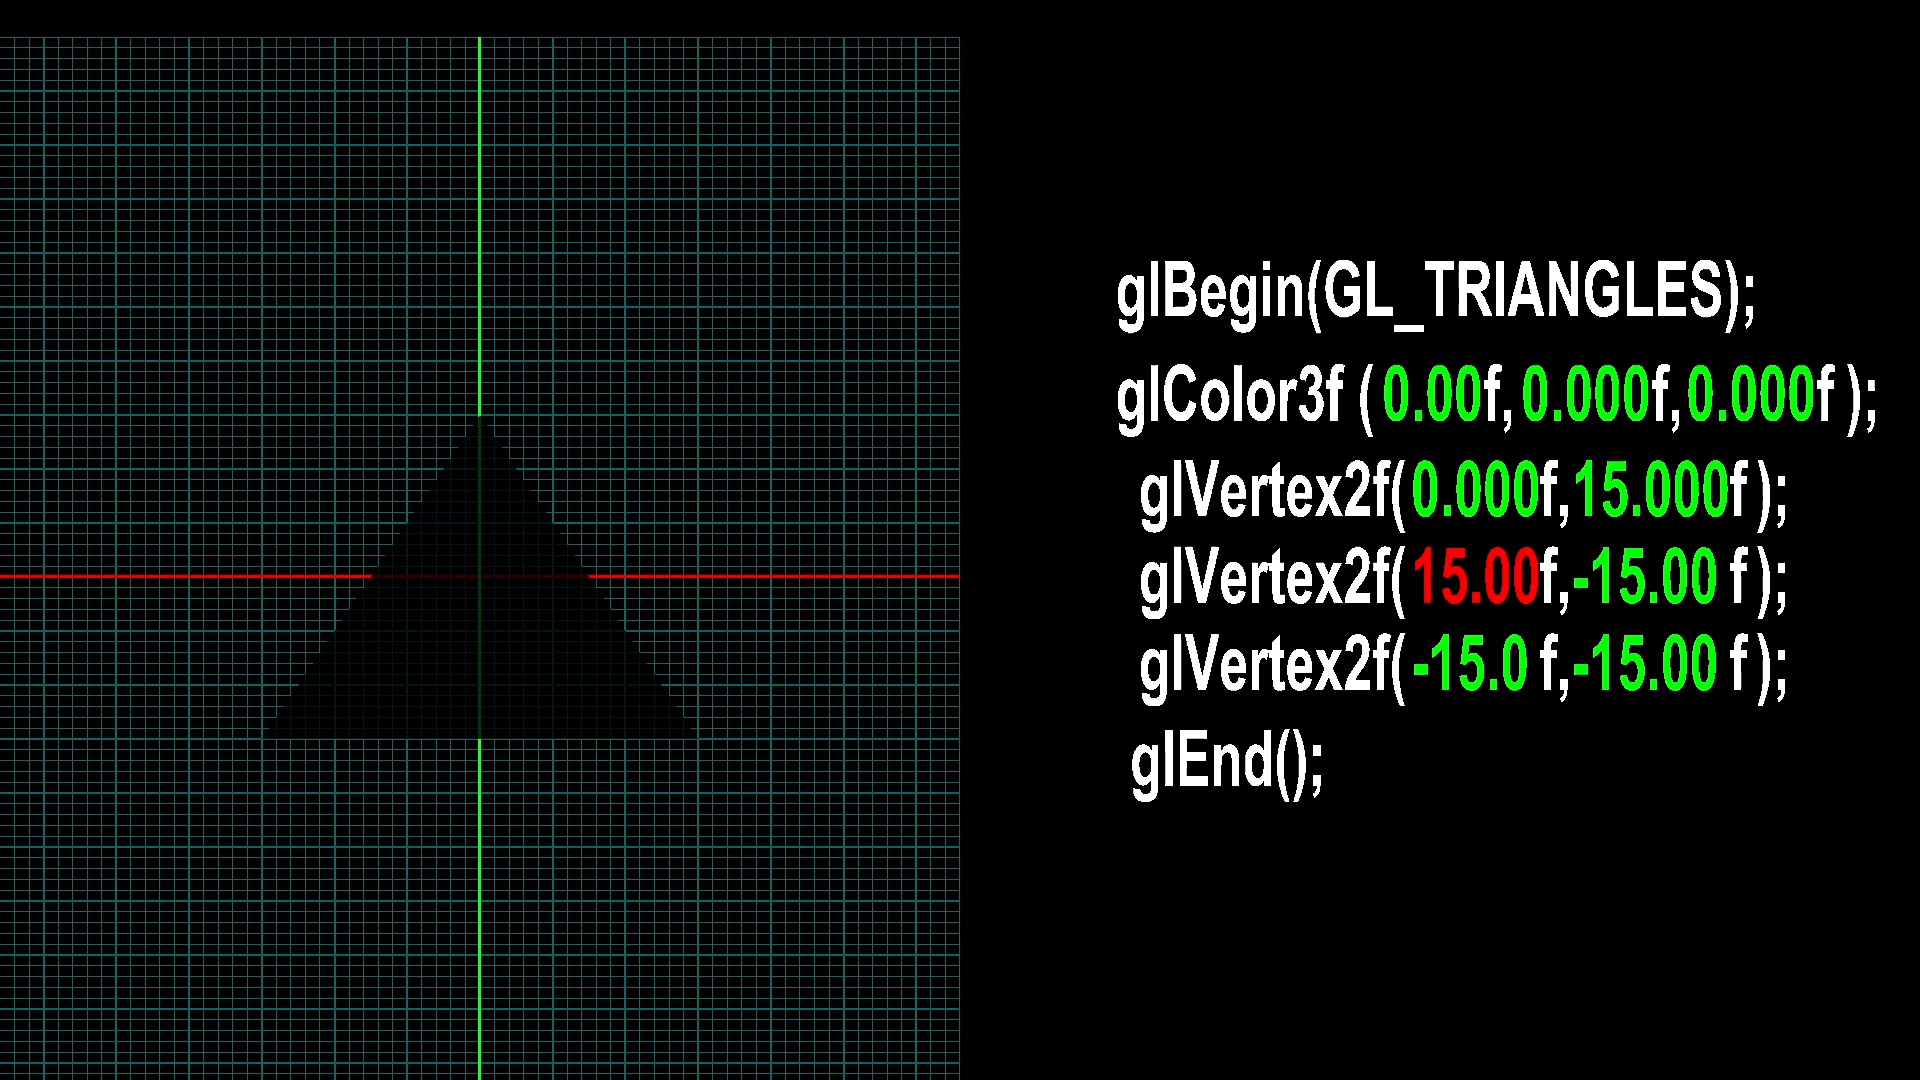 glBegin(GL_TRIANGLES);
glColor3f ( 0.00f, 0.000f, 0.000f );
glVertex2f( 0.000f, 15.000f );
glVertex2f( 15.00f, -15.00 f );
glVertex2f( -15.0 f, -15.00 f );
glEnd();